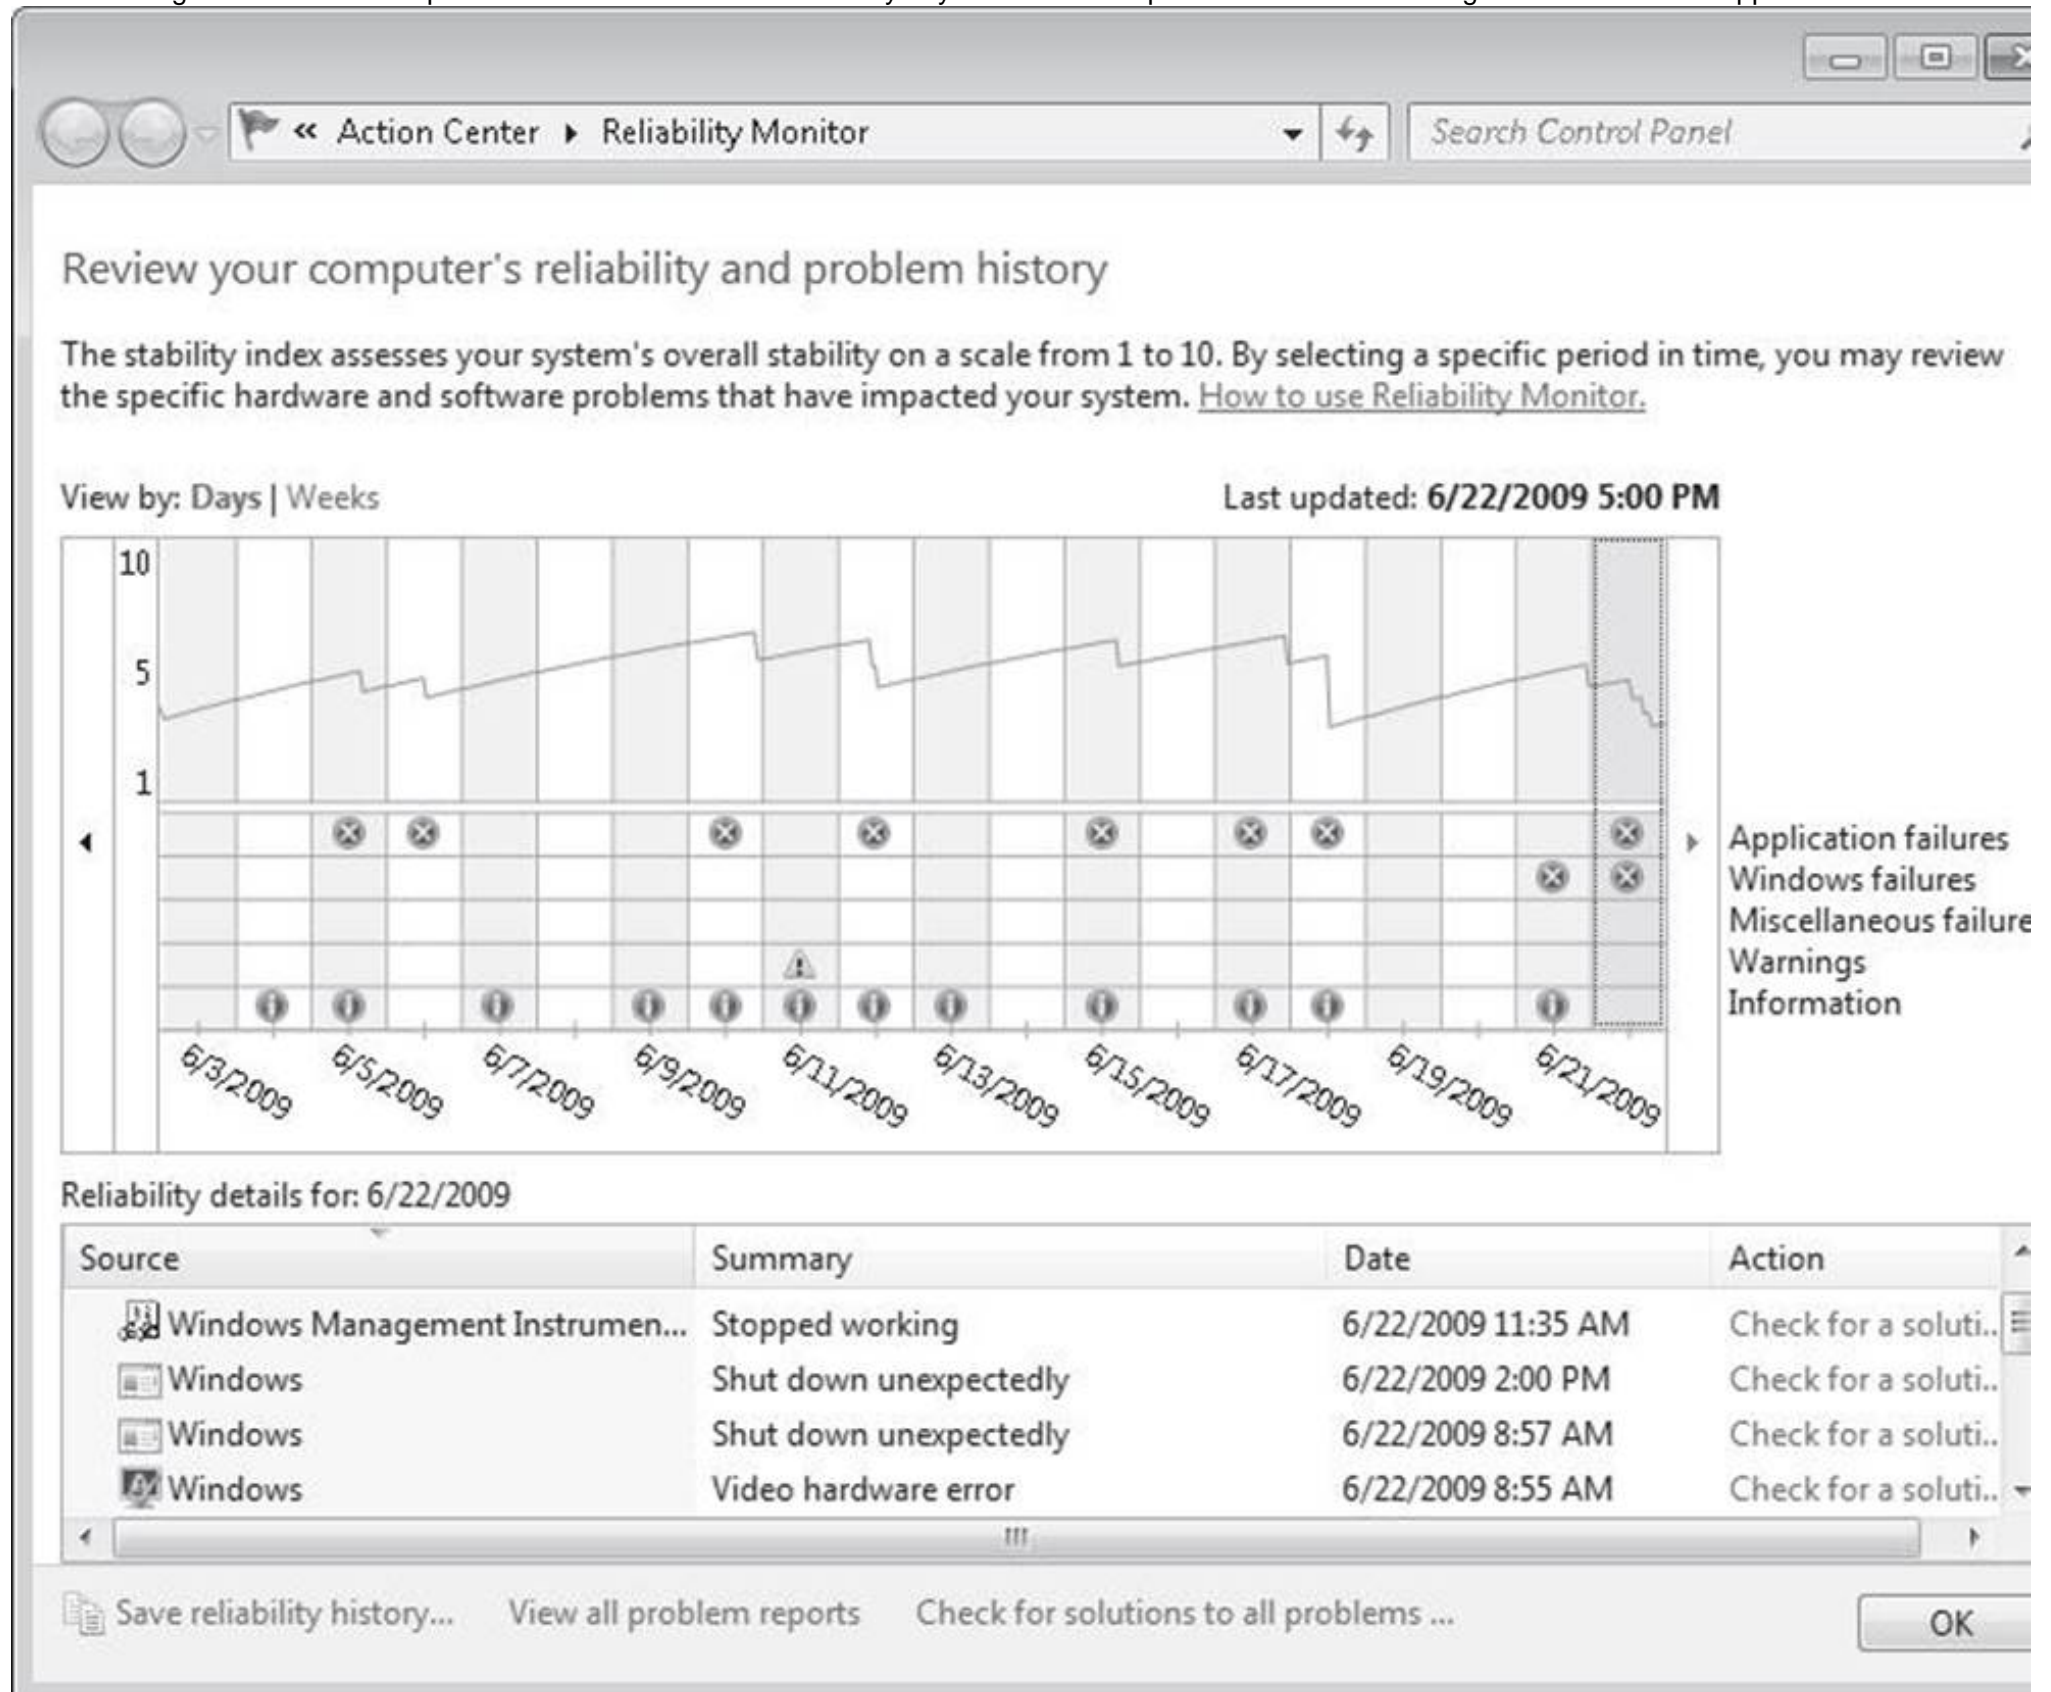 « Action Center ▸ Reliability Monitor
Search Control Panel
Review your computer's reliability and problem history
The stability index assesses your system's overall stability on a scale from 1 to 10. By selecting a specific period in time, you may review
the specific hardware and software problems that have impacted your system. How to use Reliability Monitor.
View by: Days | Weeks
Last updated: 6/22/2009 5:00 PM
10
5
1
Application failures
Windows failures
Miscellaneous failure
Warnings
Information
6/3/2009 6/5/2009 6/7/2009 6/9/2009 6/11/2009 6/13/2009 6/15/2009 6/17/2009 6/19/2009 6/21/2009
Reliability details for: 6/22/2009
Source Summary Date Action
Windows Management Instrumen... Stopped working 6/22/2009 11:35 AM Check for a soluti..
Windows Shut down unexpectedly 6/22/2009 2:00 PM Check for a soluti..
Windows Shut down unexpectedly 6/22/2009 8:57 AM Check for a soluti..
Windows Video hardware error 6/22/2009 8:55 AM Check for a soluti..
Save reliability history... View all problem reports Check for solutions to all problems ...
OK